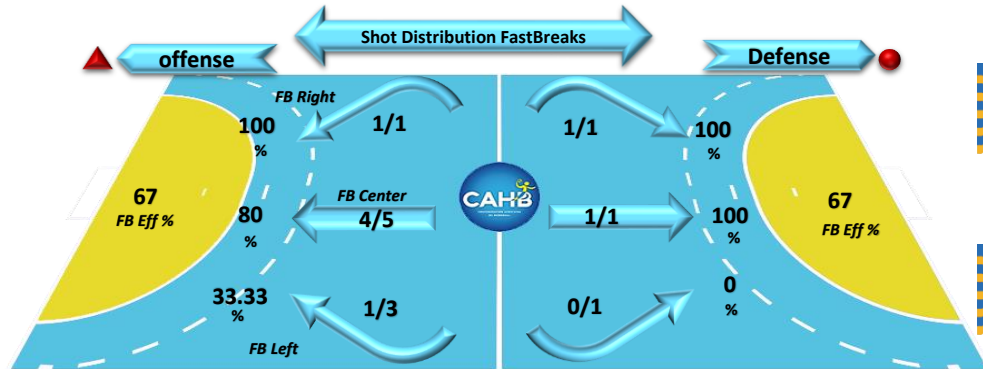 Shot Distribution FastBreaks
offense
Defense
FB Right
100
%
1/1
1/1
100
%
67
FB Eff %
80
%
FB Center
4/5
CAHB
1/1
100
%
67
FB Eff %
33.33
%
1/3
FB Left
0/1
0
%